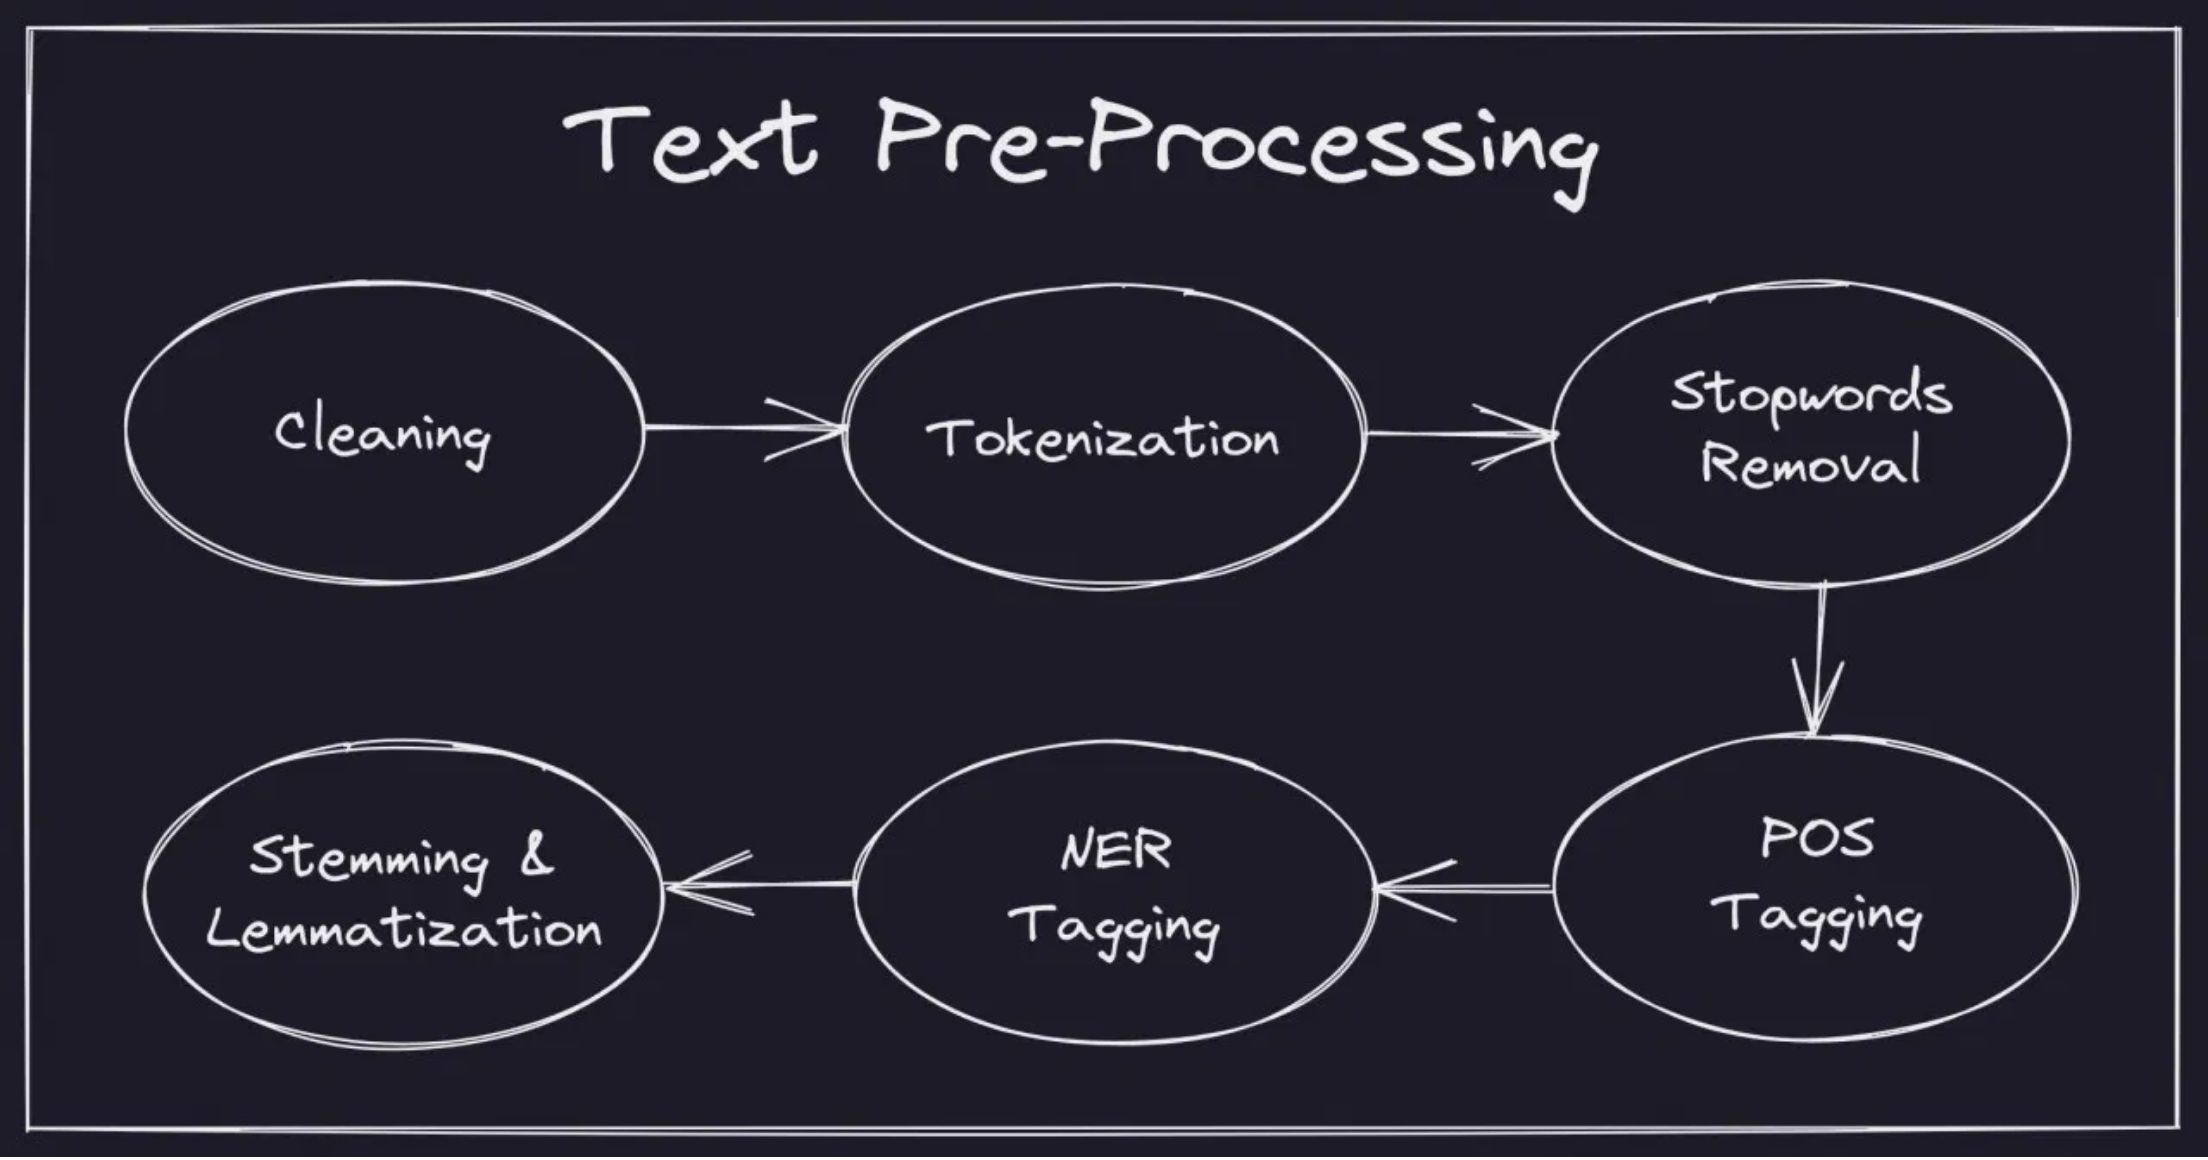 Text Pre-Processing
Cleaning
Tokenization
Stopwords
Removal
POS
Tagging
NER
Tagging
Stemming &
Lemmatization